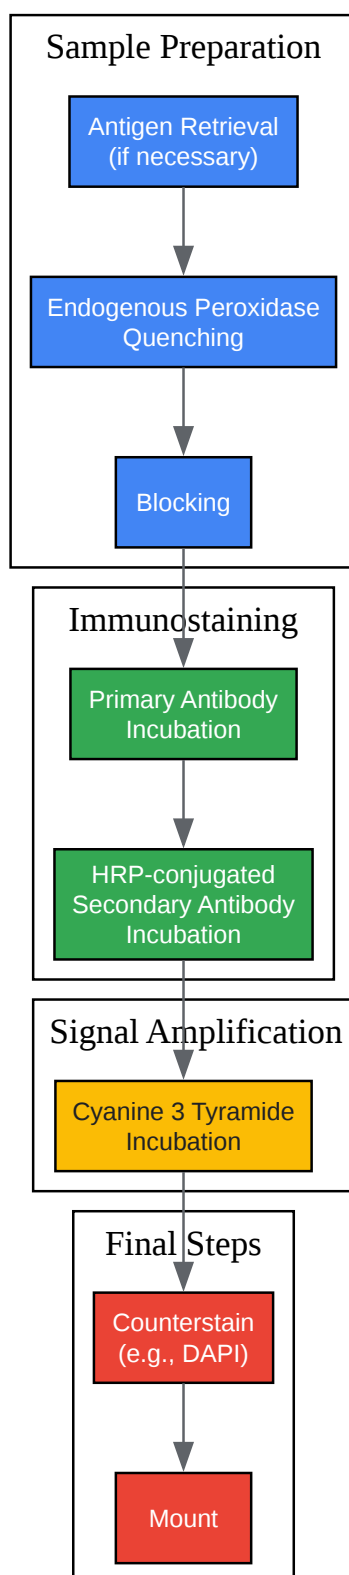 Sample Preparation
Antigen Retrieval
(if necessary)
Endogenous Peroxidase
Quenching
Blocking
Immunostaining
Primary Antibody
Incubation
HRP-conjugated
Secondary Antibody
Incubation
Signal Amplification
Cyanine 3 Tyramide
Incubation
Final Steps
Counterstain
(e.g., DAPI)
Mount